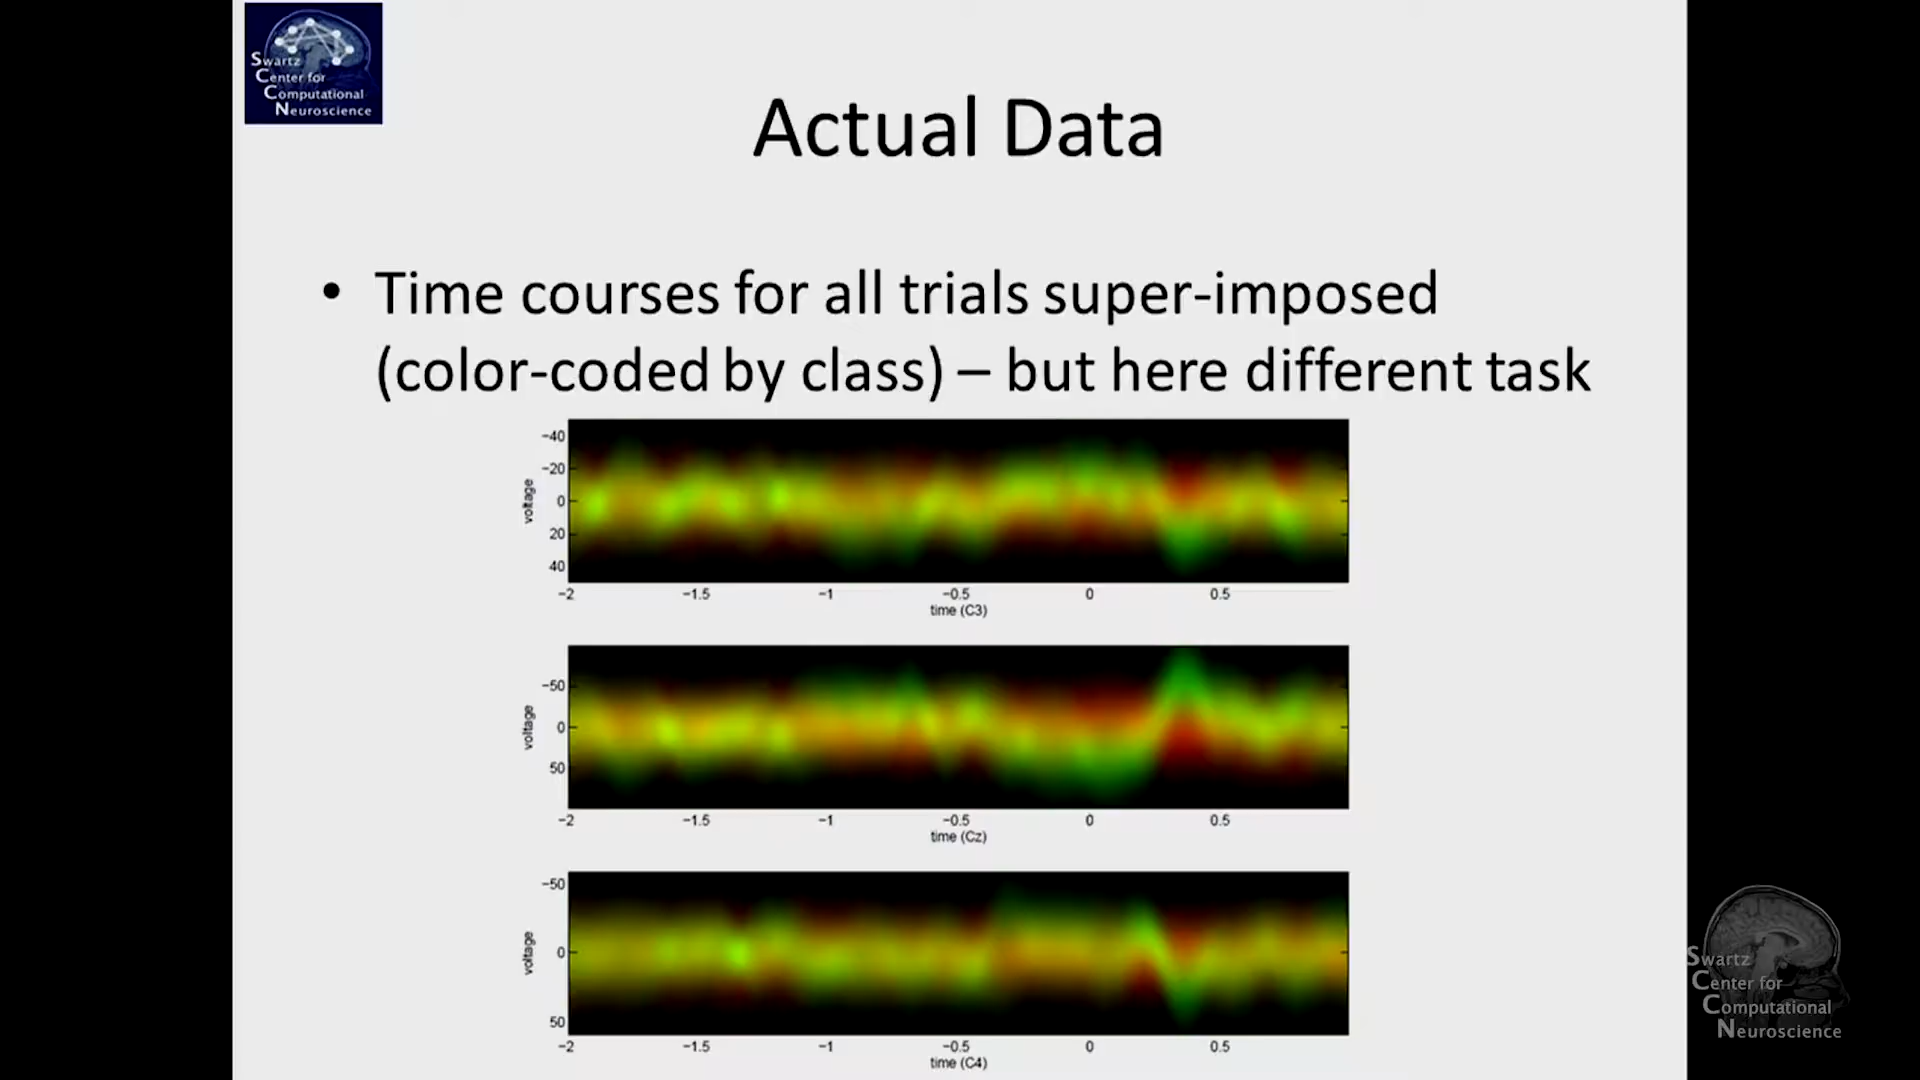 Swartz
Center for
Computational
Neuroscience
Actual Data
• Time courses for all trials super-imposed
(color-coded by class) – but here different task
−40
−20
0
20
40
voltage
−2 −1.5 −1 −0.5 0 0.5
time (C3)
−50
0
50
voltage
−2 −1.5 −1 −0.5 0 0.5
time (Cz)
−50
0
50
voltage
−2 −1.5 −1 −0.5 0 0.5
time (C4)
Swartz
Center for
Computational
Neuroscience